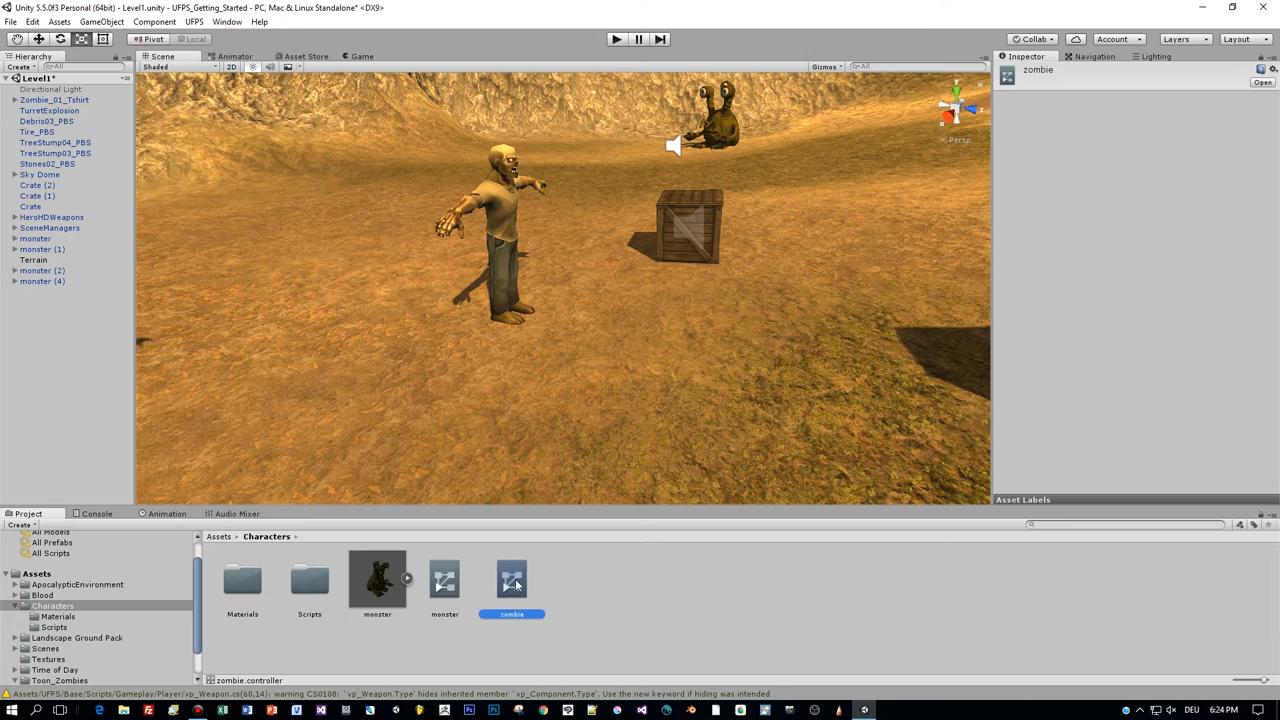 Unity 5.5.0f3 Personal (64bit) - Level1.unity - UFPS_Getting_Started - PC, Mac & Linux Standalone* <DX9>
File Edit Assets GameObject Component UFPS Window Help
Pivot Local Collab Account Layers Layout
Hierarchy Scene Animator Asset Store Game Inspector Navigation Lighting
Create All Shaded 2D Gizmos All zombie
Open
Level1*
Directional Light
Zombie_01_Tshirt
TurretExplosion
Debris03_PBS
Tire_PBS
TreeStump04_PBS
TreeStump03_PBS
Stones02_PBS
Sky Dome
Crate (2)
Crate (1)
Crate
HeroHDWeapons
SceneManagers
monster
monster (1)
Terrain
monster (2)
monster (4)
y
x
z
Persp
Asset Labels
Project Console Animation Audio Mixer
Create
All Models
All Prefabs
All Scripts
Assets
ApocalypticEnvironment
Blood
Characters
Materials
Scripts
Landscape Ground Pack
Scenes
Textures
Time of Day
Toon_Zombies
Assets Characters
Materials Scripts monster monster zombie
zombie.controller
Assets/UFPS/Base/Scripts/Gameplay/Player/vp_Weapon.cs(60,14): warning CS0108: `vp_Weapon.Type' hides inherited member `vp_Component.Type'. Use the new keyword if hiding was intended
DEU 6:24 PM